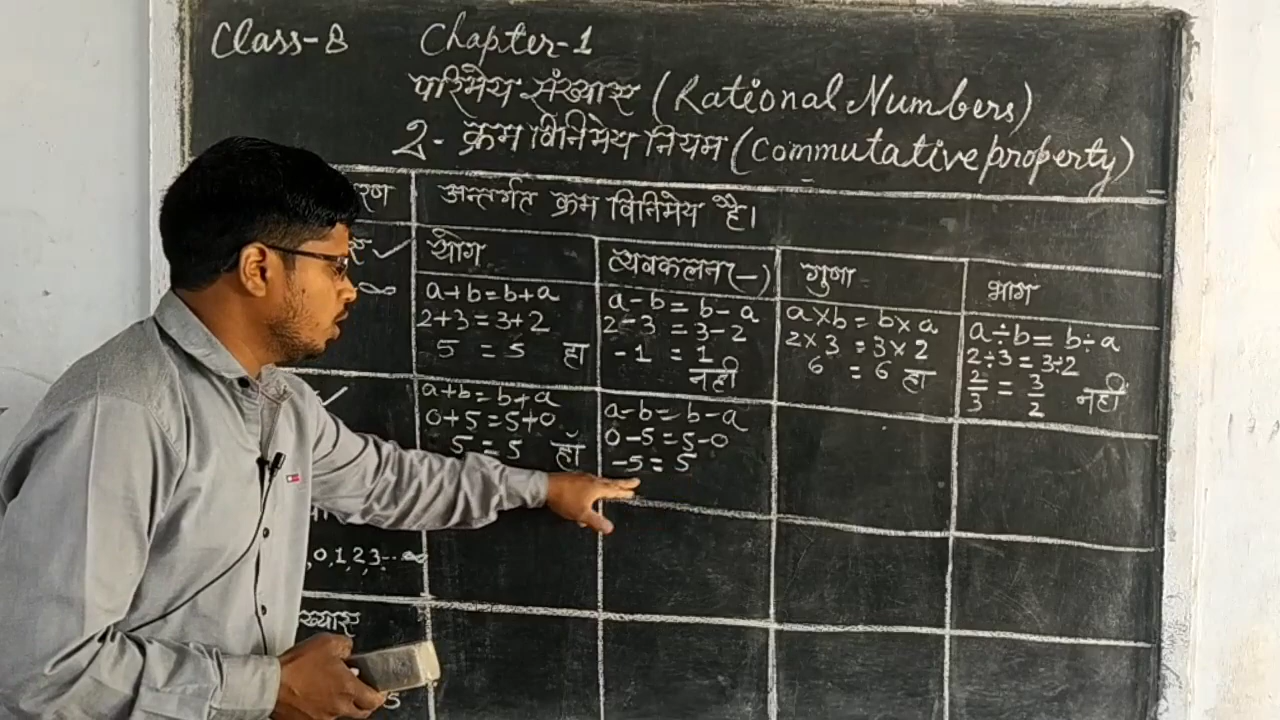 Class-8 Chapter-1
परिमेय संख्याएँ (Rational Numbers)
2- क्रम विनिमेय नियम (Commutative property)
अन्तर्गत क्रम विनिमेय है।
योग
व्यवकलन (-)
गुणा
भाग
a+b=b+a
2+3=3+2
5 = 5 हा
a-b = b-a
2-3 = 3-2
-1 = 1
नही
a×b = b×a
2×3 = 3×2
6 = 6 हा
a÷b = b÷a
2÷3 = 3÷2
2/3 = 3/2 नहीं
a+b=b+a
0+5=5+0
5=5 हाँ
a-b=b-a
0-5=5-0
-5=5
,0,1,2,3...∞
5